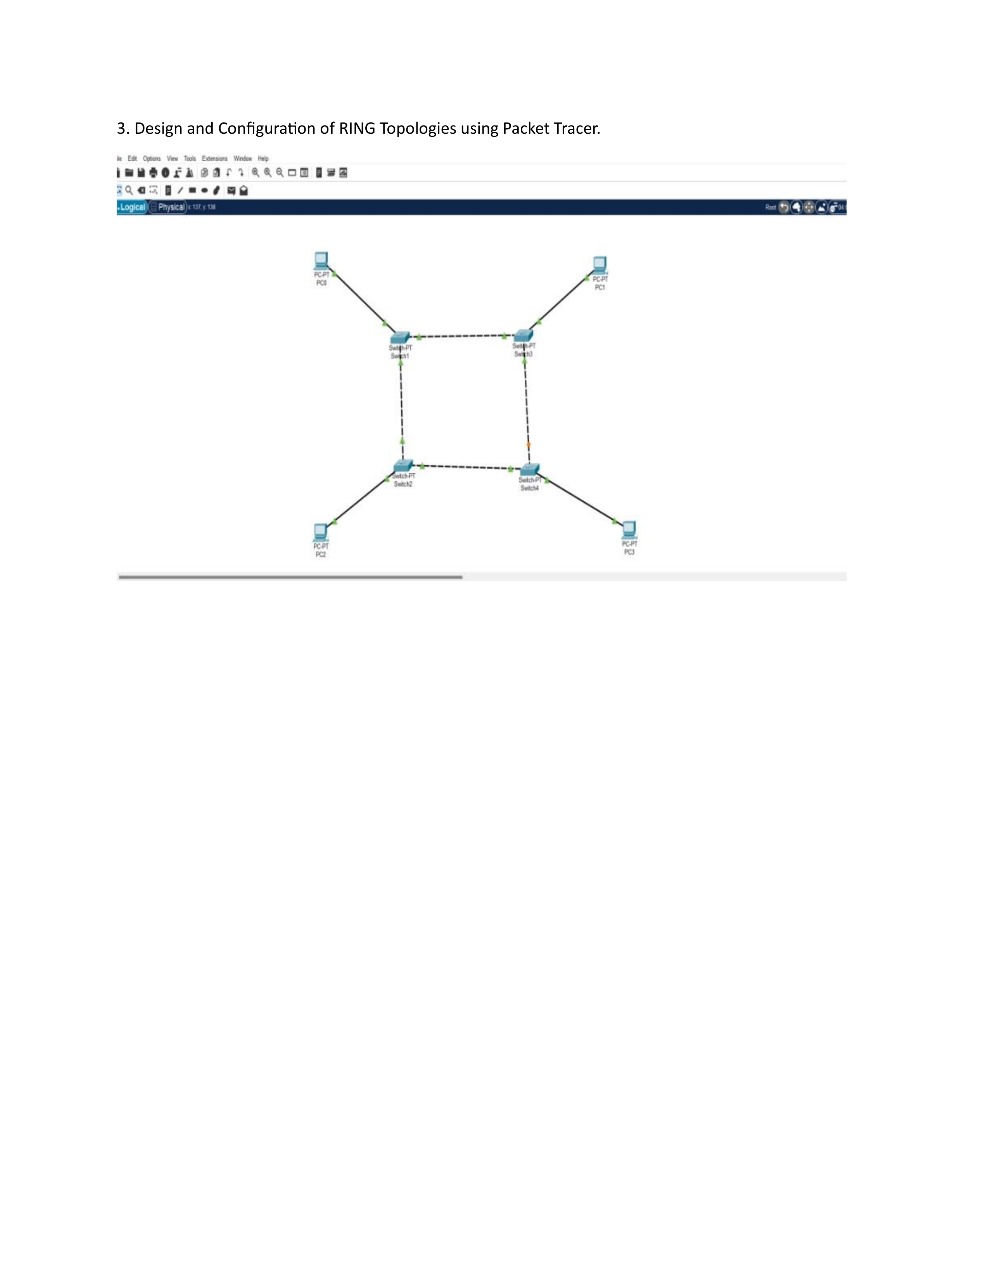 3. Design and Configuration of RING Topologies using Packet Tracer.
Edit Options View Tools Extensions Window Help
Logical Physical x: 137, y: 136 Root
PC-PT
PC0
PC-PT
PC1
Switch-PT
Switch1
Switch-PT
Switch3
Switch-PT
Switch2
Switch-PT
Switch4
PC-PT
PC2
PC-PT
PC3